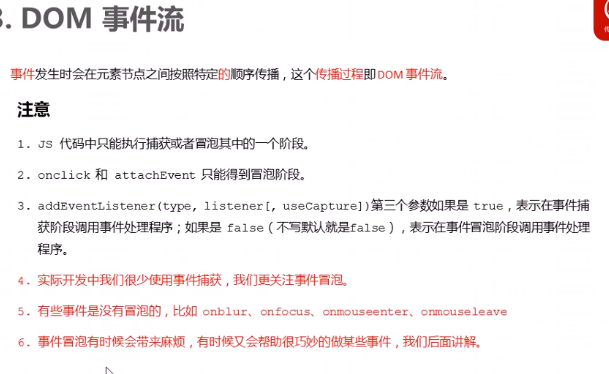 3. DOM 事件流
事件发生时会在元素节点之间按照特定的顺序传播，这个传播过程即DOM 事件流。
注意
1. JS 代码中只能执行捕获或者冒泡其中的一个阶段。
2. onclick 和 attachEvent 只能得到冒泡阶段。
3. addEventListener(type, listener[, useCapture])第三个参数如果是 true，表示在事件捕
获阶段调用事件处理程序；如果是 false（不写默认就是false），表示在事件冒泡阶段调用事件处理
程序。
4. 实际开发中我们很少使用事件捕获，我们更关注事件冒泡。
5. 有些事件是没有冒泡的，比如 onblur、onfocus、onmouseenter、onmouseleave
6. 事件冒泡有时候会带来麻烦，有时候又会帮助很巧妙的做某些事件，我们后面讲解。